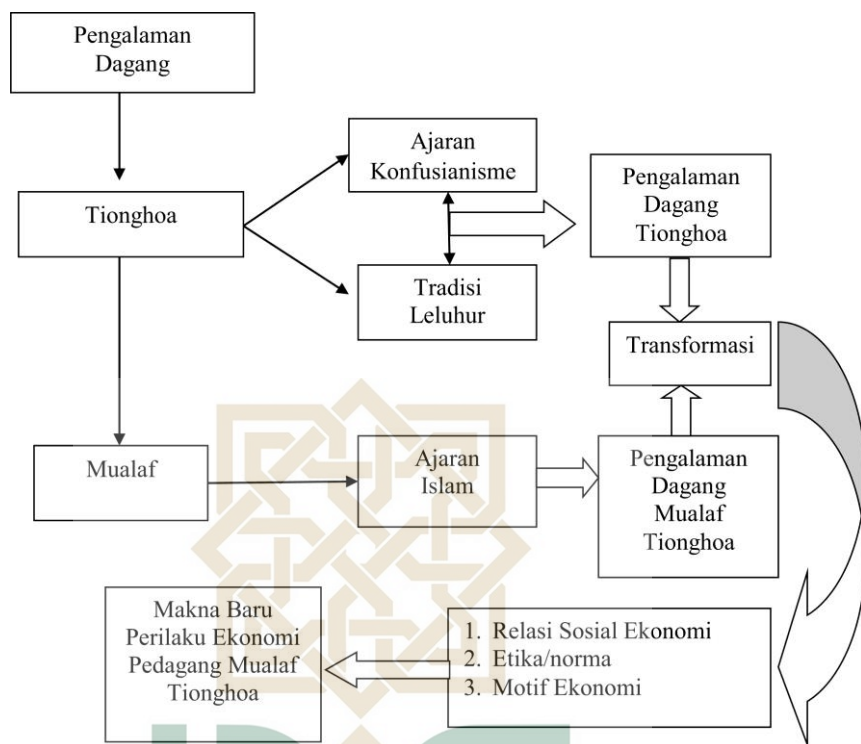 Pengalaman
Dagang
Tionghoa
Ajaran
Konfusianisme
Tradisi
Leluhur
Pengalaman
Dagang
Tionghoa
Transformasi
Mualaf
Ajaran
Islam
Pengalaman
Dagang
Mualaf
Tionghoa
1. Relasi Sosial Ekonomi
2. Etika/norma
3. Motif Ekonomi
Makna Baru
Perilaku Ekonomi
Pedagang Mualaf
Tionghoa